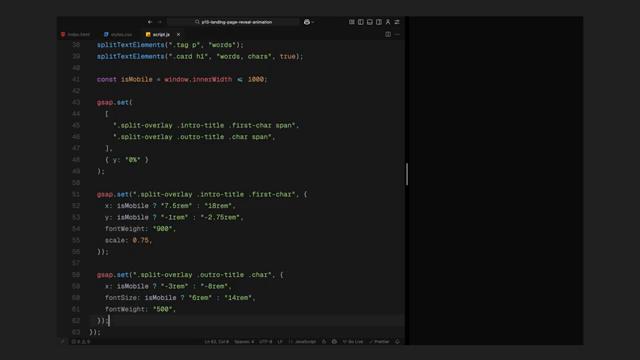 p15-landing-page-reveal-animation
index.html
styles.css
script.js
38 splitTextElements(".tag p", "words");
39 splitTextElements(".card h1", "words, chars", true);
40
41 const isMobile = window.innerWidth <= 1000;
42
43 gsap.set(
44 [
45 ".split-overlay .intro-title .first-char span",
46 ".split-overlay .outro-title .char span",
47 ],
48 { y: "0%" }
49 );
50
51 gsap.set(".split-overlay .intro-title .first-char", {
52 x: isMobile ? "7.5rem" : "18rem",
53 y: isMobile ? "-1rem" : "-2.75rem",
54 fontWeight: "900",
55 scale: 0.75,
56 });
57
58 gsap.set(".split-overlay .outro-title .char", {
59 x: isMobile ? "-3rem" : "-8rem",
60 fontSize: isMobile ? "6rem" : "14rem",
61 fontWeight: "500",
62 });
63 });
Spaces: 4 UTF-8 LF JavaScript Prettier